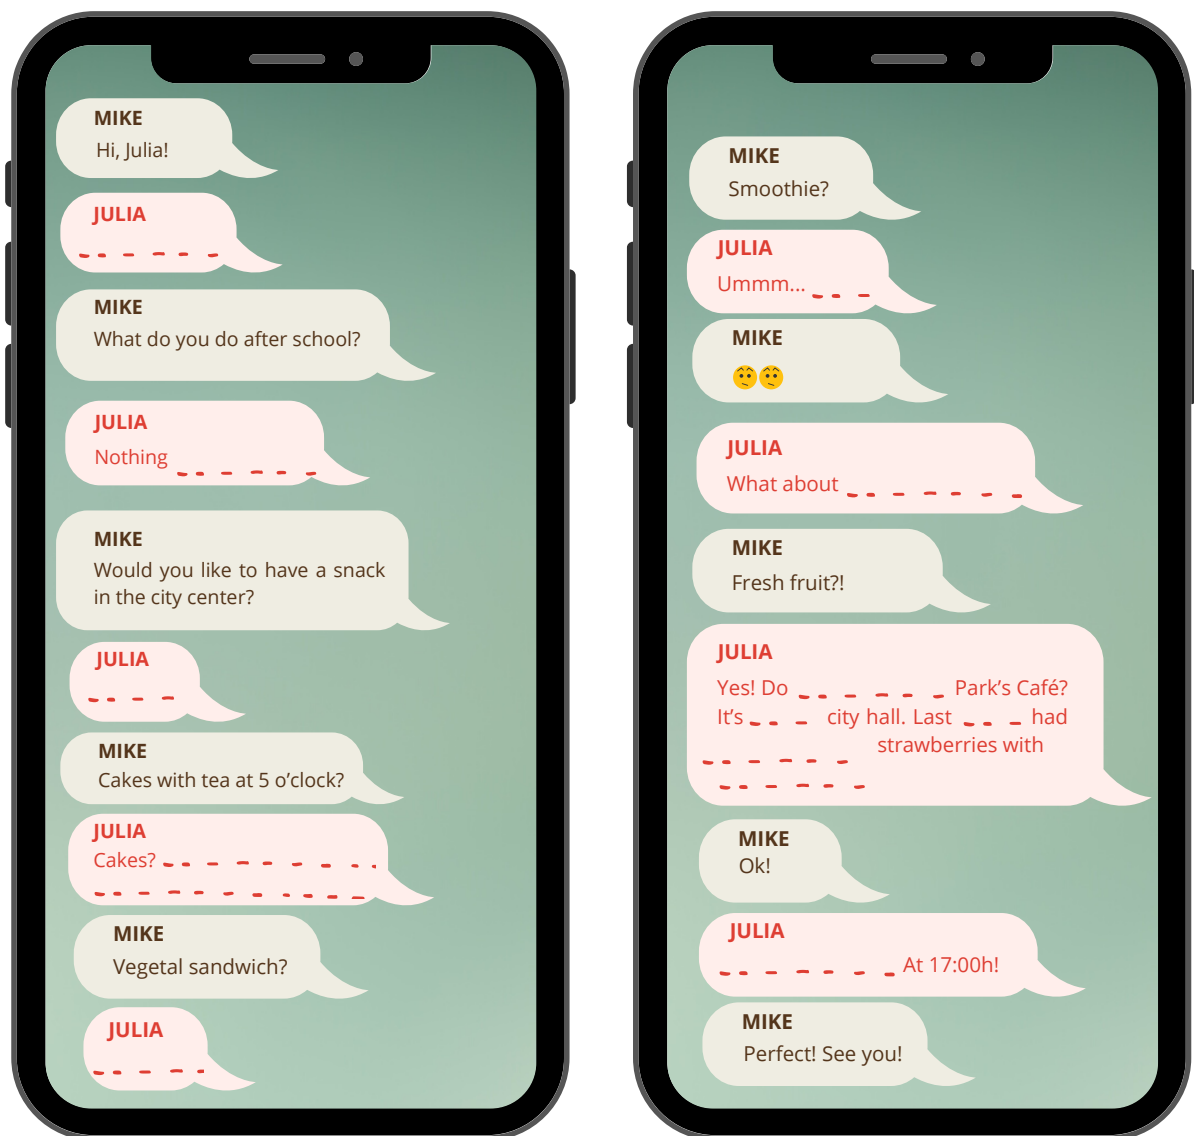 MIKE
Hi, Julia!
JULIA
MIKE
What do you do after school?
JULIA
Nothing
MIKE
Would you like to have a snack
in the city center?
JULIA
MIKE
Cakes with tea at 5 o’clock?
JULIA
Cakes?
MIKE
Vegetal sandwich?
JULIA
MIKE
Smoothie?
JULIA
Ummm...
MIKE
JULIA
What about
MIKE
Fresh fruit?!
JULIA
Yes! Do Park’s Café?
It’s city hall. Last had
strawberries with
MIKE
Ok!
JULIA
At 17:00h!
MIKE
Perfect! See you!